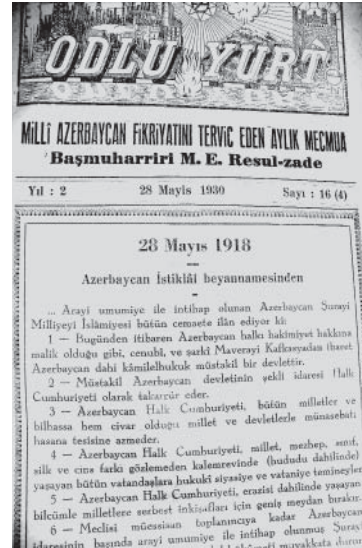 ODLU YURT
MİLLİ AZERBAYCAN FİKRİYATINI TERVİC EDEN AYLIK MECMUA
Başmuharriri M. E. Resul-zade
Yıl : 2 28 Mayis 1930 Sayı : 16 (4)
28 Mayıs 1918
Azerbaycan İstiklâl beyannamesinden
... Arayi umumiye ile intihap olunan Azerbaycan Şurayi
Milliyeyi İslâmiyesi bütün cemaete ilân ediyor ki:
1 — Bugünden itibaren Azerbaycan halkı hakimiyet hakkına
malik olduğu gibi, cenubî, ve şarkî Maverayi Kafkasyadan ibaret
Azerbaycan dahi kâmilelhukuk müstakil bir devlettir.
2 — Müstakil Azerbaycan devletinin şekli idaresi Halk
Cumhuriyeti olarak takarrür eder.
3 — Azerbaycan Halk Cumhuriyeti, bütün milletler ve
bilhassa hem civar olduğu millet ve devletlerle münasebatı
hasana tesisine azmeder.
4 — Azerbaycan Halk Cumhuriyeti, millet, mezhep, sınıf,
silk ve cins farkı gözlemeden kalemrevinde (hududu dahilinde)
yaşayan bütün vatandaşlara hukuki siyasiye ve vataniye temineyler
5 — Azerbaycan Halk Cumhuriyeti, erazisi dahilinde yaşayan
bilcümle milletlere serbest inkişafları için geniş meydan bırakır.
6 — Meclisi müessisan toplanıncıya kadar Azerbaycan
idaresinin başında arayi umumiye ile intihap olunmuş Şurayi